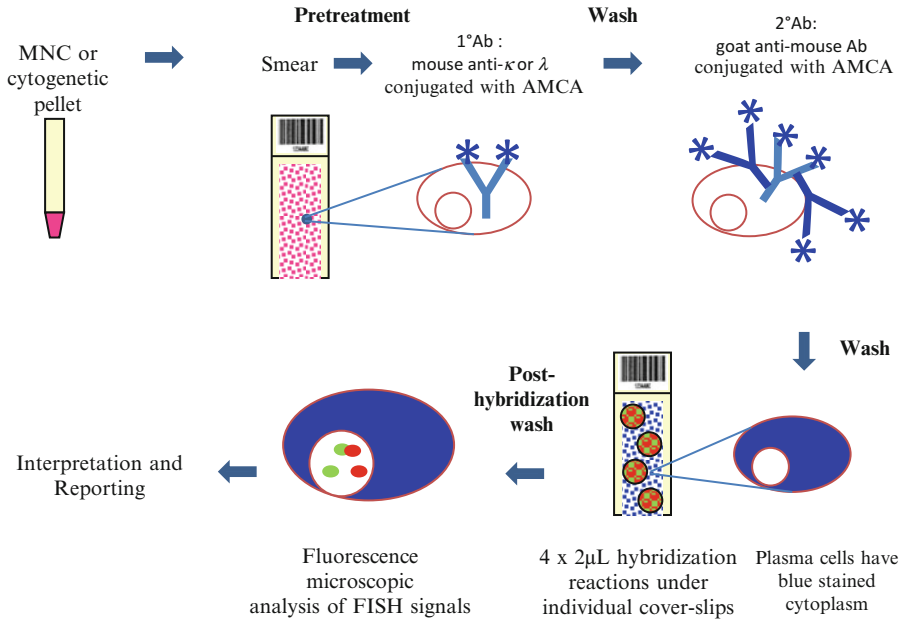 Pretreatment
Wash
MNC or
cytogenetic
pellet
Smear
1°Ab :
mouse anti-κ or λ
conjugated with AMCA
2°Ab:
goat anti-mouse Ab
conjugated with AMCA
Wash
Post-
hybridization
wash
Interpretation and
Reporting
Fluorescence
microscopic
analysis of FISH signals
4 x 2μL hybridization
reactions under
individual cover-slips
Plasma cells have
blue stained
cytoplasm